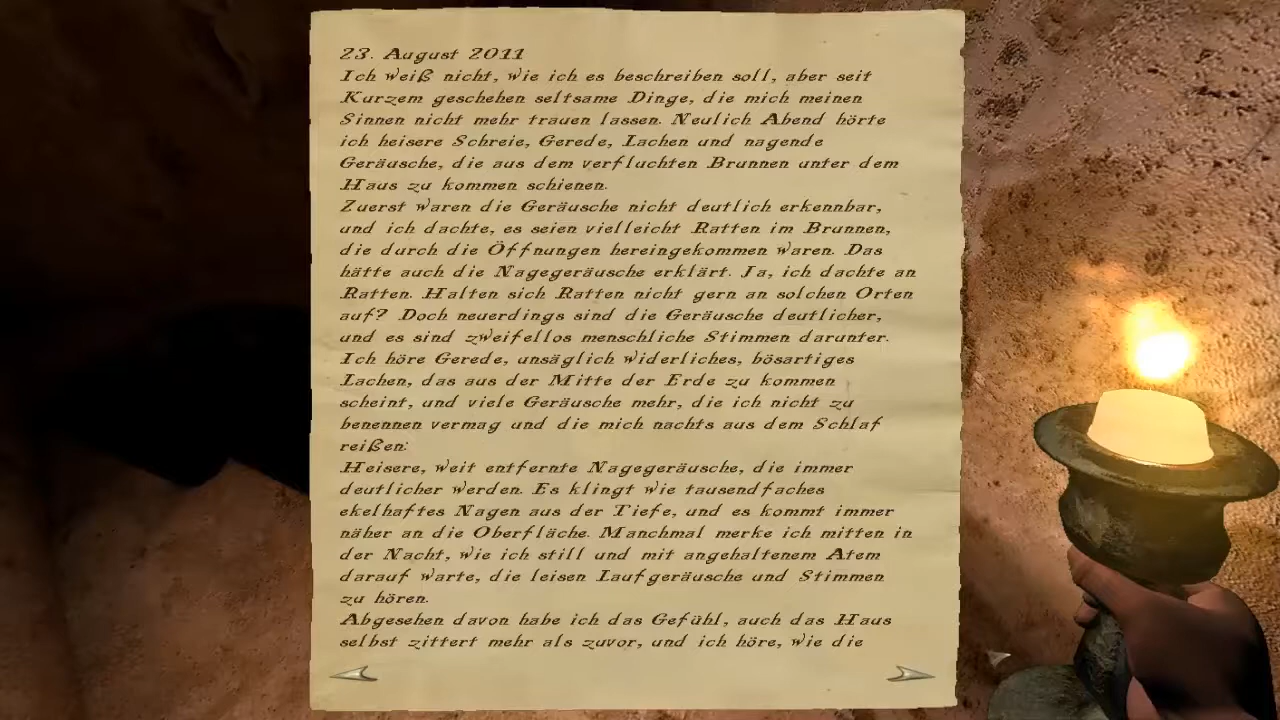 23. August 2011
Ich weiß nicht, wie ich es beschreiben soll, aber seit
Kurzem geschehen seltsame Dinge, die mich meinen
Sinnen nicht mehr trauen lassen. Neulich Abend hörte
ich heisere Schreie, Gerede, Lachen und nagende
Geräusche, die aus dem verfluchten Brunnen unter dem
Haus zu kommen schienen.
Zuerst waren die Geräusche nicht deutlich erkennbar,
und ich dachte, es seien vielleicht Ratten im Brunnen,
die durch die Öffnungen hereingekommen waren. Das
hätte auch die Nagegeräusche erklärt. Ja, ich dachte an
Ratten. Halten sich Ratten nicht gern an solchen Orten
auf? Doch neuerdings sind die Geräusche deutlicher,
und es sind zweifellos menschliche Stimmen darunter.
Ich höre Gerede, unsäglich widerliches, bösartiges
Lachen, das aus der Mitte der Erde zu kommen
scheint, und viele Geräusche mehr, die ich nicht zu
benennen vermag und die mich nachts aus dem Schlaf
reißen:
Heisere, weit entfernte Nagegeräusche, die immer
deutlicher werden. Es klingt wie tausendfaches
ekelhaftes Nagen aus der Tiefe, und es kommt immer
näher an die Oberfläche. Manchmal merke ich mitten in
der Nacht, wie ich still und mit angehaltenem Atem
darauf warte, die leisen Laufgeräusche und Stimmen
zu hören.
Abgesehen davon habe ich das Gefühl, auch das Haus
selbst zittert mehr als zuvor, und ich höre, wie die